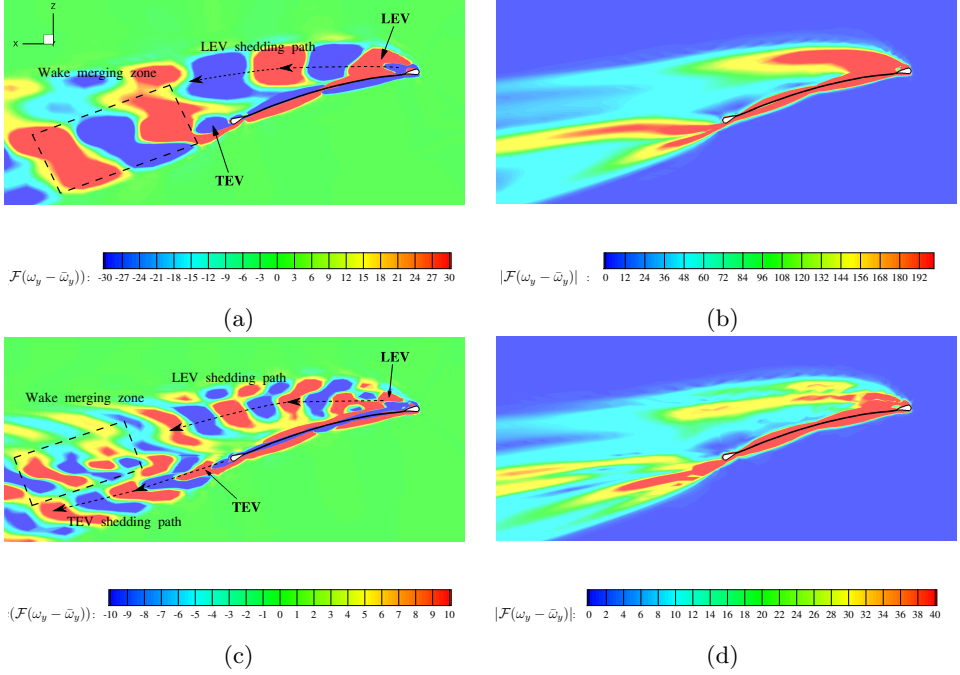 z
x
LEV
LEV shedding path
Wake merging zone
TEV
ℱ(ω_y − ω̄_y)):
-30 -27 -24 -21 -18 -15 -12 -9 -6 -3 0 3 6 9 12 15 18 21 24 27 30
|ℱ(ω_y − ω̄_y)| :
0 12 36 48 60 72 84 96 108 120 144 156 168 180 192
(a)
(b)
LEV
LEV shedding path
Wake merging zone
TEV
TEV shedding path
:(ℱ(ω_y − ω̄_y)):
-10 -9 -8 -7 -6 -5 -4 -3 -2 -1 0 1 2 3 4 5 6 7 8 9 10
|ℱ(ω_y − ω̄_y)|:
0 2 4 6 8 10 12 14 16 18 20 22 24 26 28 30 32 34 36 38 40
(c)
(d)